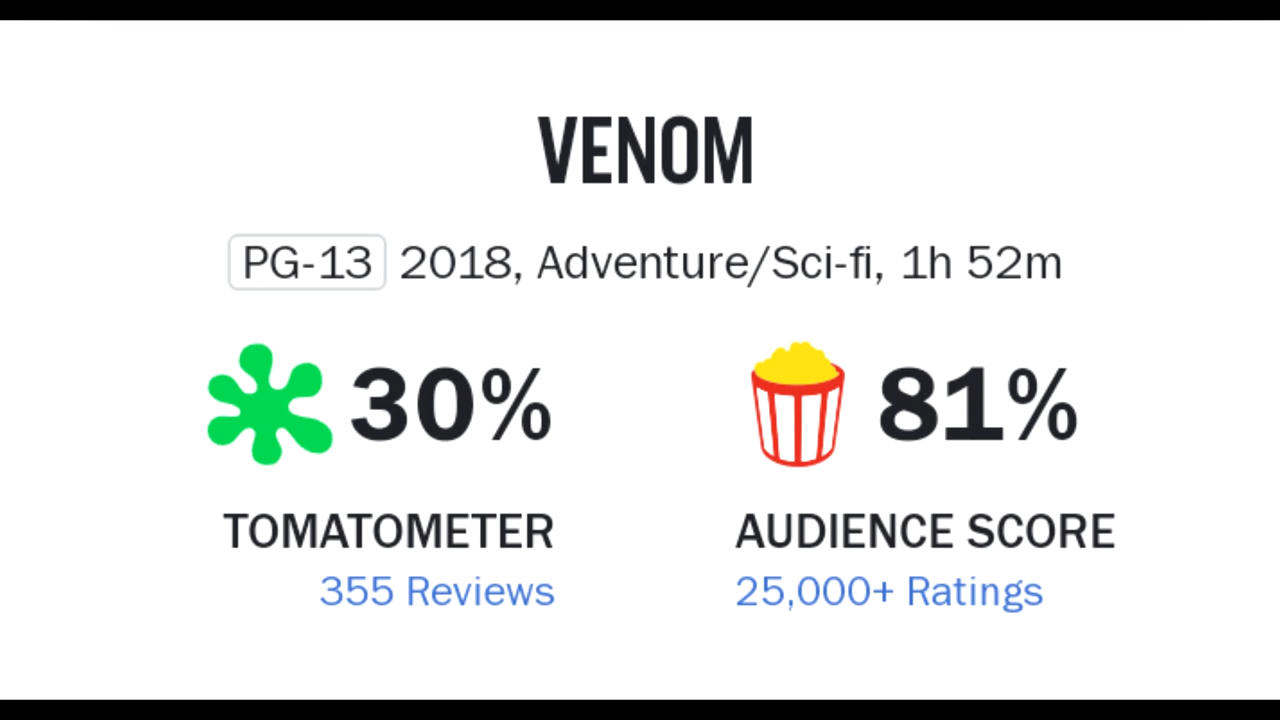 VENOM
PG-13 2018, Adventure/Sci-fi, 1h 52m
30% 81%
TOMATOMETER AUDIENCE SCORE
355 Reviews 25,000+ Ratings